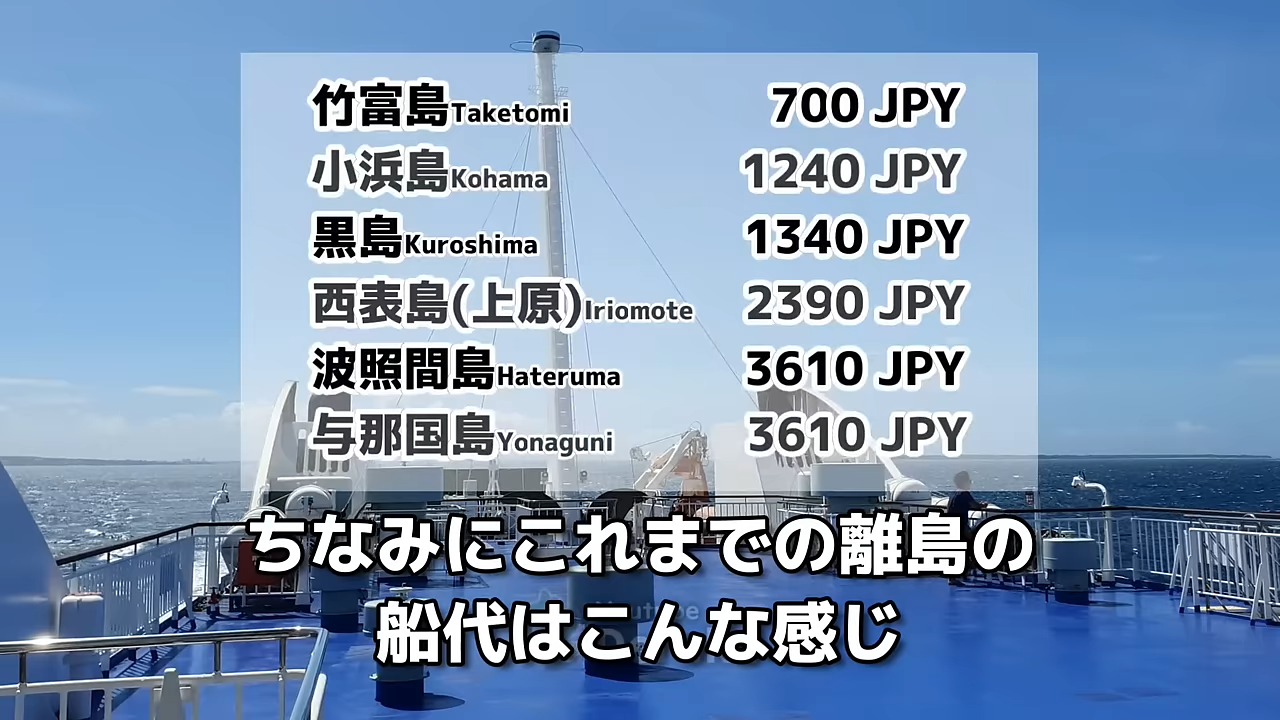 竹富島Taketomi 700 JPY
小浜島Kohama 1240 JPY
黒島Kuroshima 1340 JPY
西表島(上原)Iriomote 2390 JPY
波照間島Hateruma 3610 JPY
与那国島Yonaguni 3610 JPY
ちなみにこれまでの離島の
船代はこんな感じ